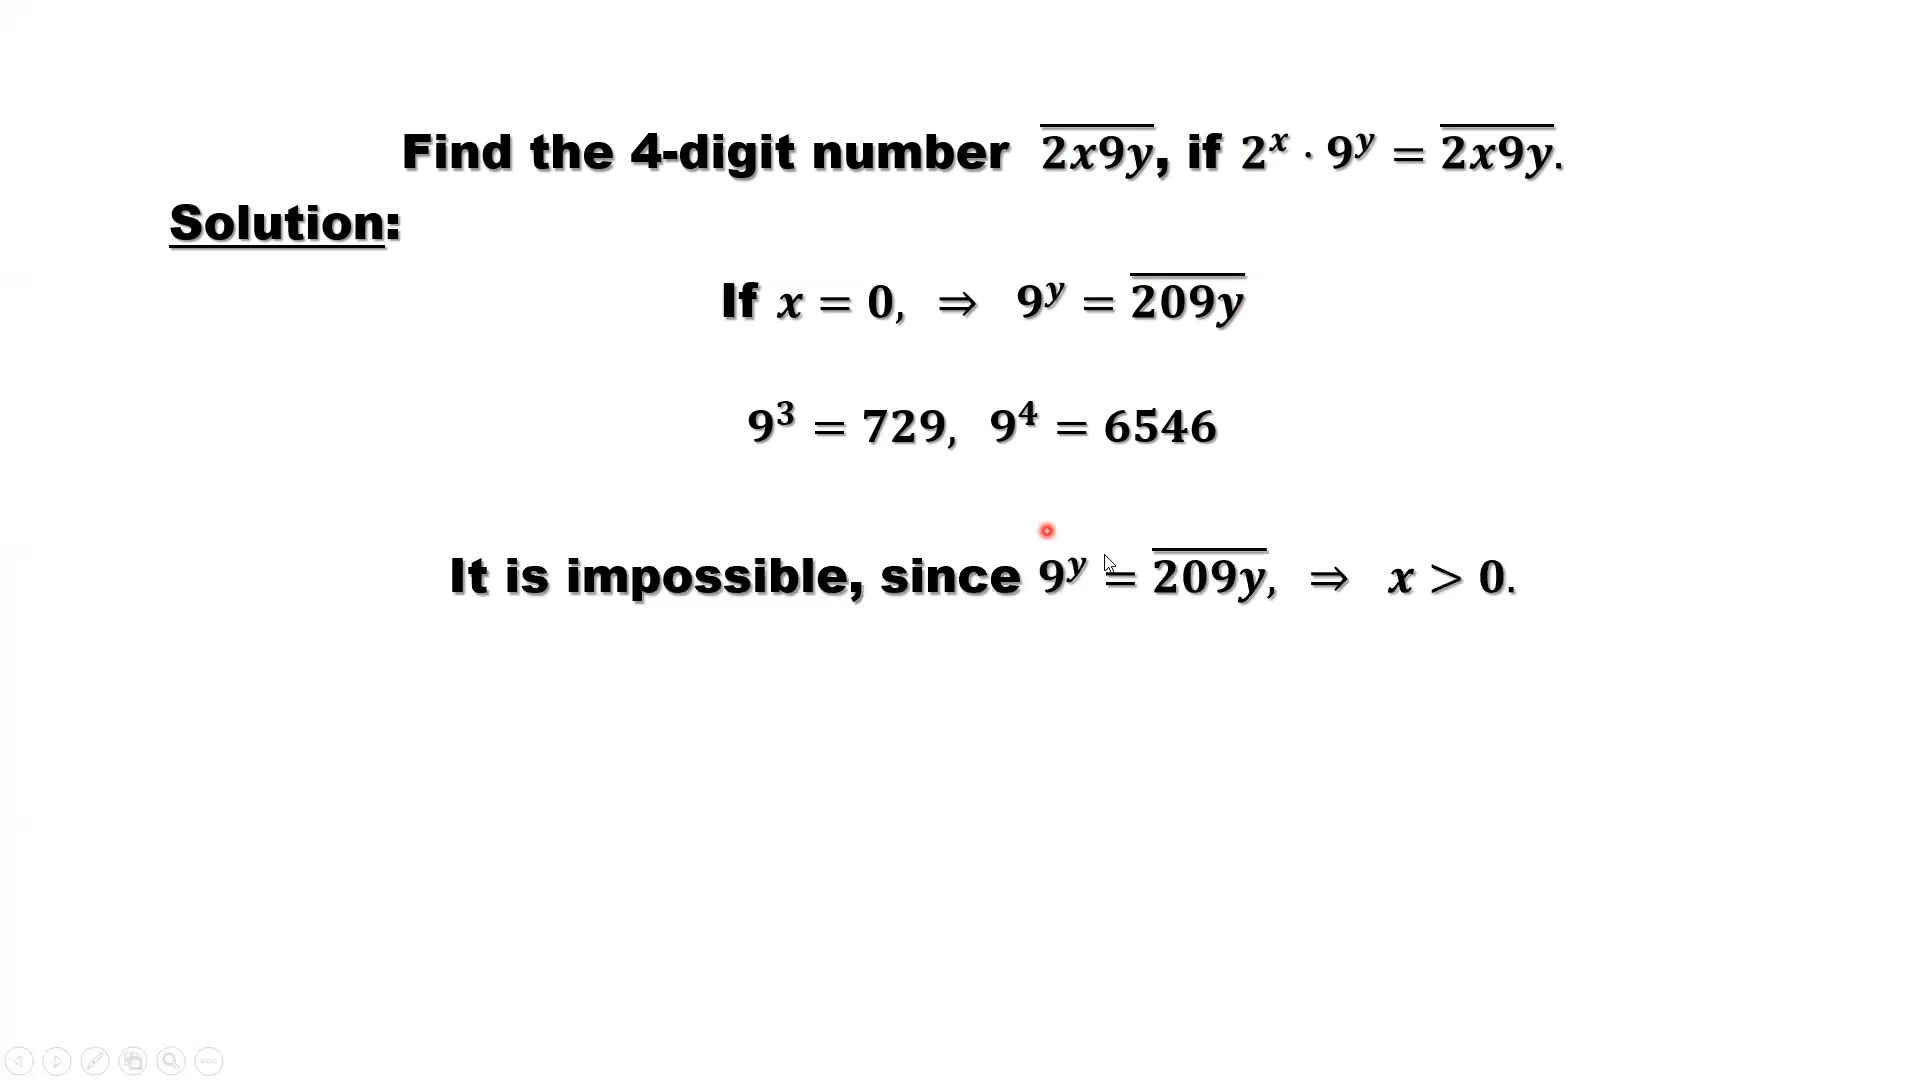 Find the 4-digit number $\overline{2x9y}$, if $2^x \cdot 9^y = \overline{2x9y}$.
Solution:
If $x = 0$, $\Rightarrow$ $9^y = \overline{209y}$
$9^3 = 729$, $9^4 = 6546$
It is impossible, since $9^y = \overline{209y}$, $\Rightarrow$ $x > 0$.